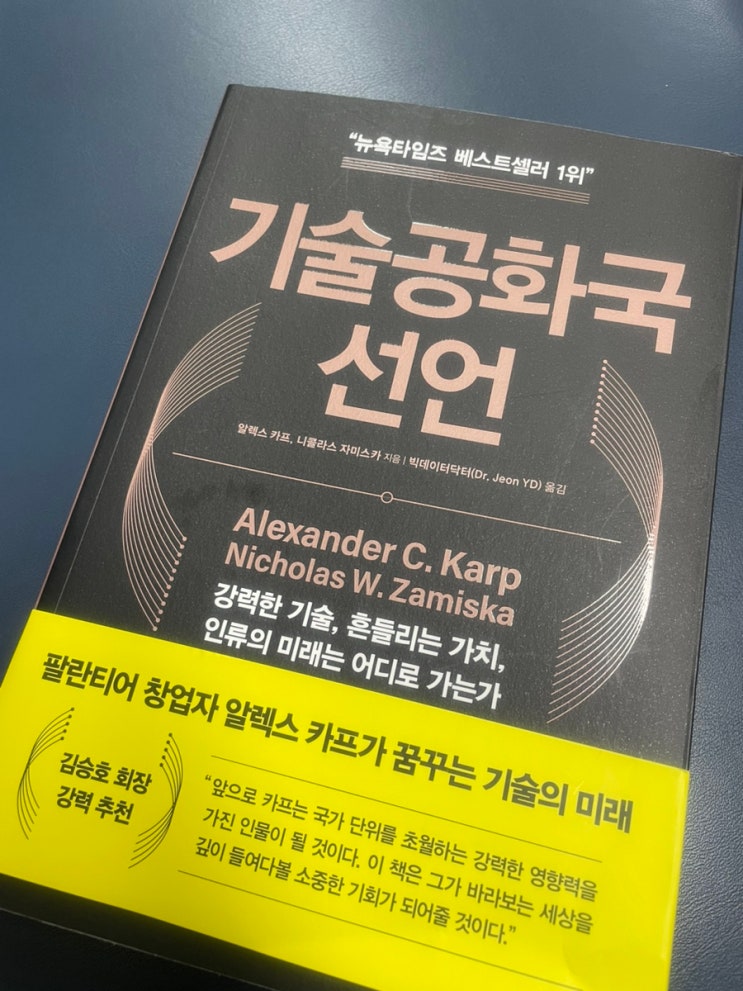 “뉴욕타임즈 베스트셀러 1위”
기술공화국
선언
알렉스 카프, 니콜라스 자미스카 지음 | 빅데이터닥터(Dr. Jeon YD) 옮김
Alexander C. Karp
Nicholas W. Zamiska
강력한 기술, 흔들리는 가치,
인류의 미래는 어디로 가는가
팔란티어 창업자 알렉스 카프가 꿈꾸는 기술의 미래
김승호 회장
강력 추천
“앞으로 카프는 국가 단위를 초월하는 강력한 영향력을
가진 인물이 될 것이다. 이 책은 그가 바라보는 세상을
깊이 들여다볼 소중한 기회가 되어줄 것이다.”